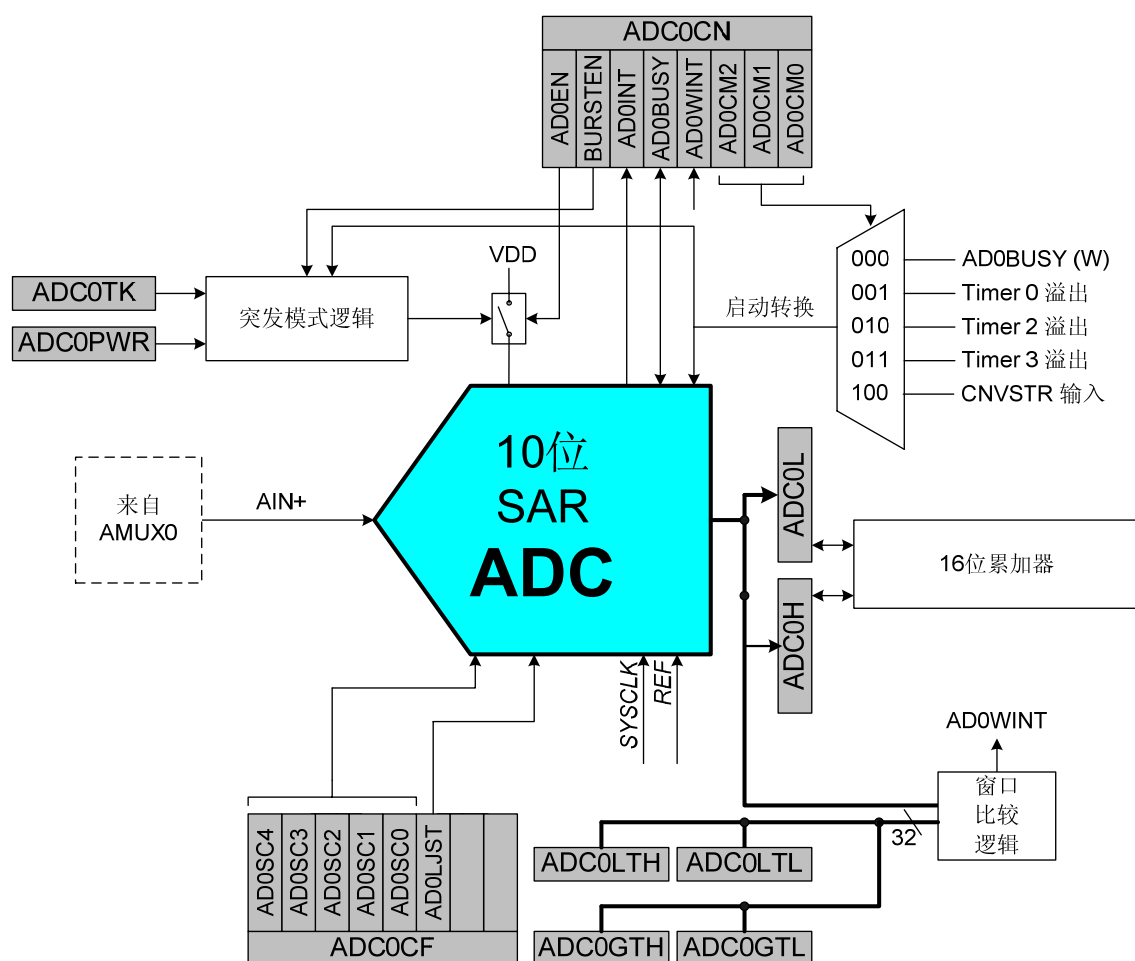 ADC0CN
AD0EN
BURSTEN
AD0INT
AD0BUSY
AD0WINT
AD0CM2
AD0CM1
AD0CM0
VDD
ADC0TK
ADC0PWR
突发模式逻辑
启动转换
000
AD0BUSY (W)
001
Timer 0 溢出
010
Timer 2 溢出
011
Timer 3 溢出
100
CNVSTR 输入
来自
AMUX0
AIN+
10位
SAR
ADC
ADC0L
ADC0H
16位累加器
SYSCLK
REF
AD0WINT
窗口
比较
逻辑
32
AD0SC4
AD0SC3
AD0SC2
AD0SC1
AD0SC0
AD0LJST
ADC0CF
ADC0LTH
ADC0LTL
ADC0GTH
ADC0GTL